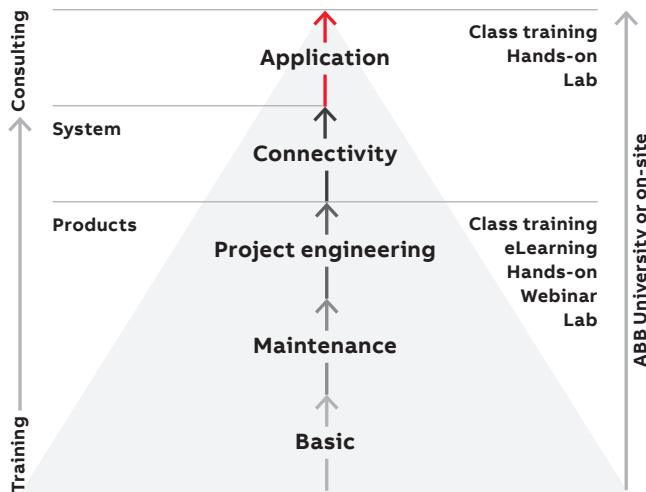 Consulting
Application
Class training
Hands-on
Lab
System
Connectivity
Products
Project engineering
Class training
eLearning
Hands-on
Webinar
Lab
Maintenance
Basic
Training
ABB University or on-site